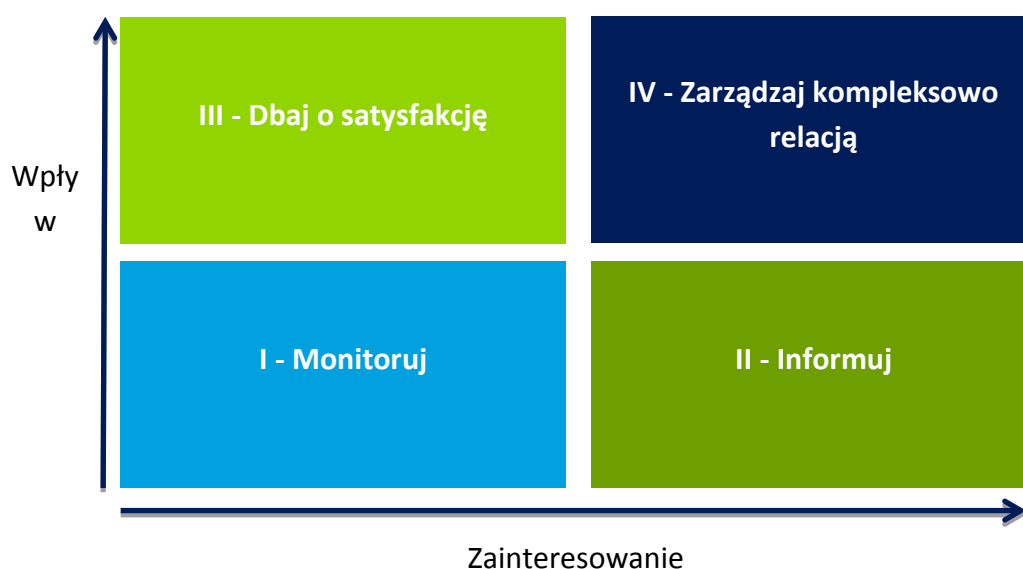 III - Dbaj o satysfakcję
IV - Zarządzaj kompleksowo
relacją
Wpły
w
I - Monitoruj
II - Informuj
Zainteresowanie